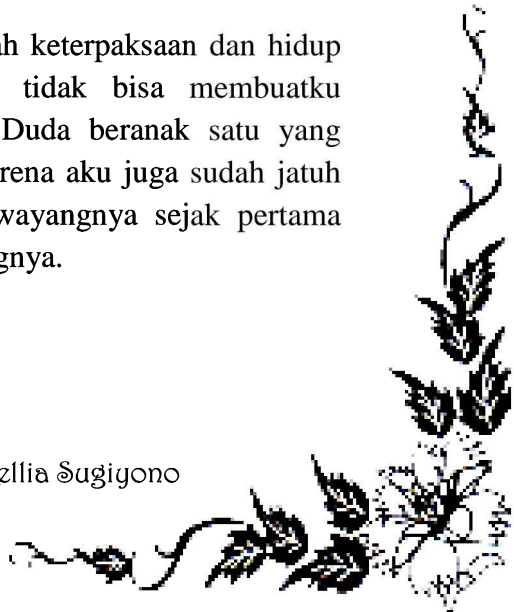 ah keterpaksaan dan hidup
tidak bisa membuatku
Duda beranak satu yang
rena aku juga sudah jatuh
wayangnya sejak pertama
gnya.
ellia Sugiyono